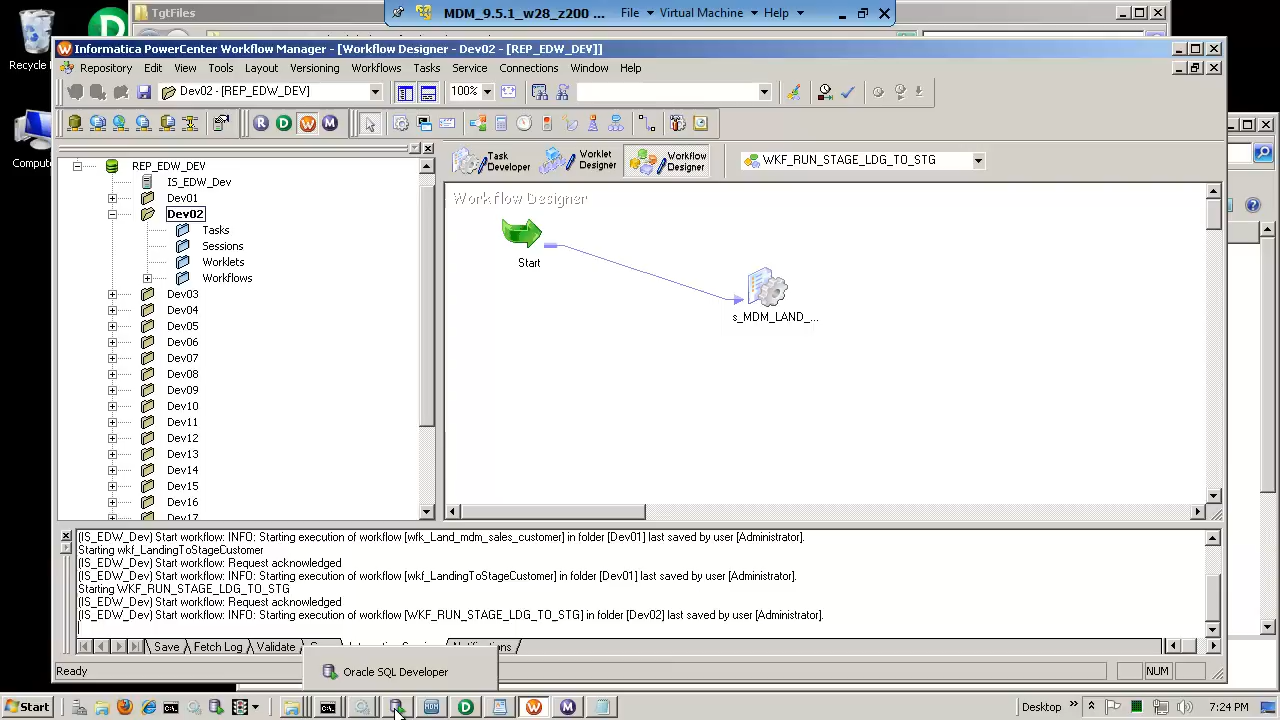 TgtFiles
MDM_9.5.1_w28_z200 ...
File
Virtual Machine
Help
Recycle
Informatica PowerCenter Workflow Manager - [Workflow Designer - Dev02 - [REP_EDW_DEV]]
Repository Edit View Tools Layout Versioning Workflows Tasks Service Connections Window Help
Dev02 - [REP_EDW_DEV]
100%
R D W M
Task Developer
Worklet Designer
Workflow Designer
WKF_RUN_STAGE_LDG_TO_STG
Comput
REP_EDW_DEV
IS_EDW_Dev
Dev01
Dev02
Tasks
Sessions
Worklets
Workflows
Dev03
Dev04
Dev05
Dev06
Dev07
Dev08
Dev09
Dev10
Dev11
Dev12
Dev13
Dev14
Dev15
Dev16
Dev17
Workflow Designer
Start
s_MDM_LAND_...
(IS_EDW_Dev) Start workflow: INFO: Starting execution of workflow [wfk_Land_mdm_sales_Customer] in folder [Dev01] last saved by user [Administrator].
Starting wkf_LandingToStageCustomer
(IS_EDW_Dev) Start workflow: Request acknowledged
(IS_EDW_Dev) Start workflow: INFO: Starting execution of workflow [wkf_LandingToStageCustomer] in folder [Dev01] last saved by user [Administrator].
Starting WKF_RUN_STAGE_LDG_TO_STG
(IS_EDW_Dev) Start workflow: Request acknowledged
(IS_EDW_Dev) Start workflow: INFO: Starting execution of workflow [WKF_RUN_STAGE_LDG_TO_STG] in folder [Dev02] last saved by user [Administrator].
Save
Fetch Log
Validate
Oracle SQL Developer
Ready
NUM
Start
Desktop
7:24 PM